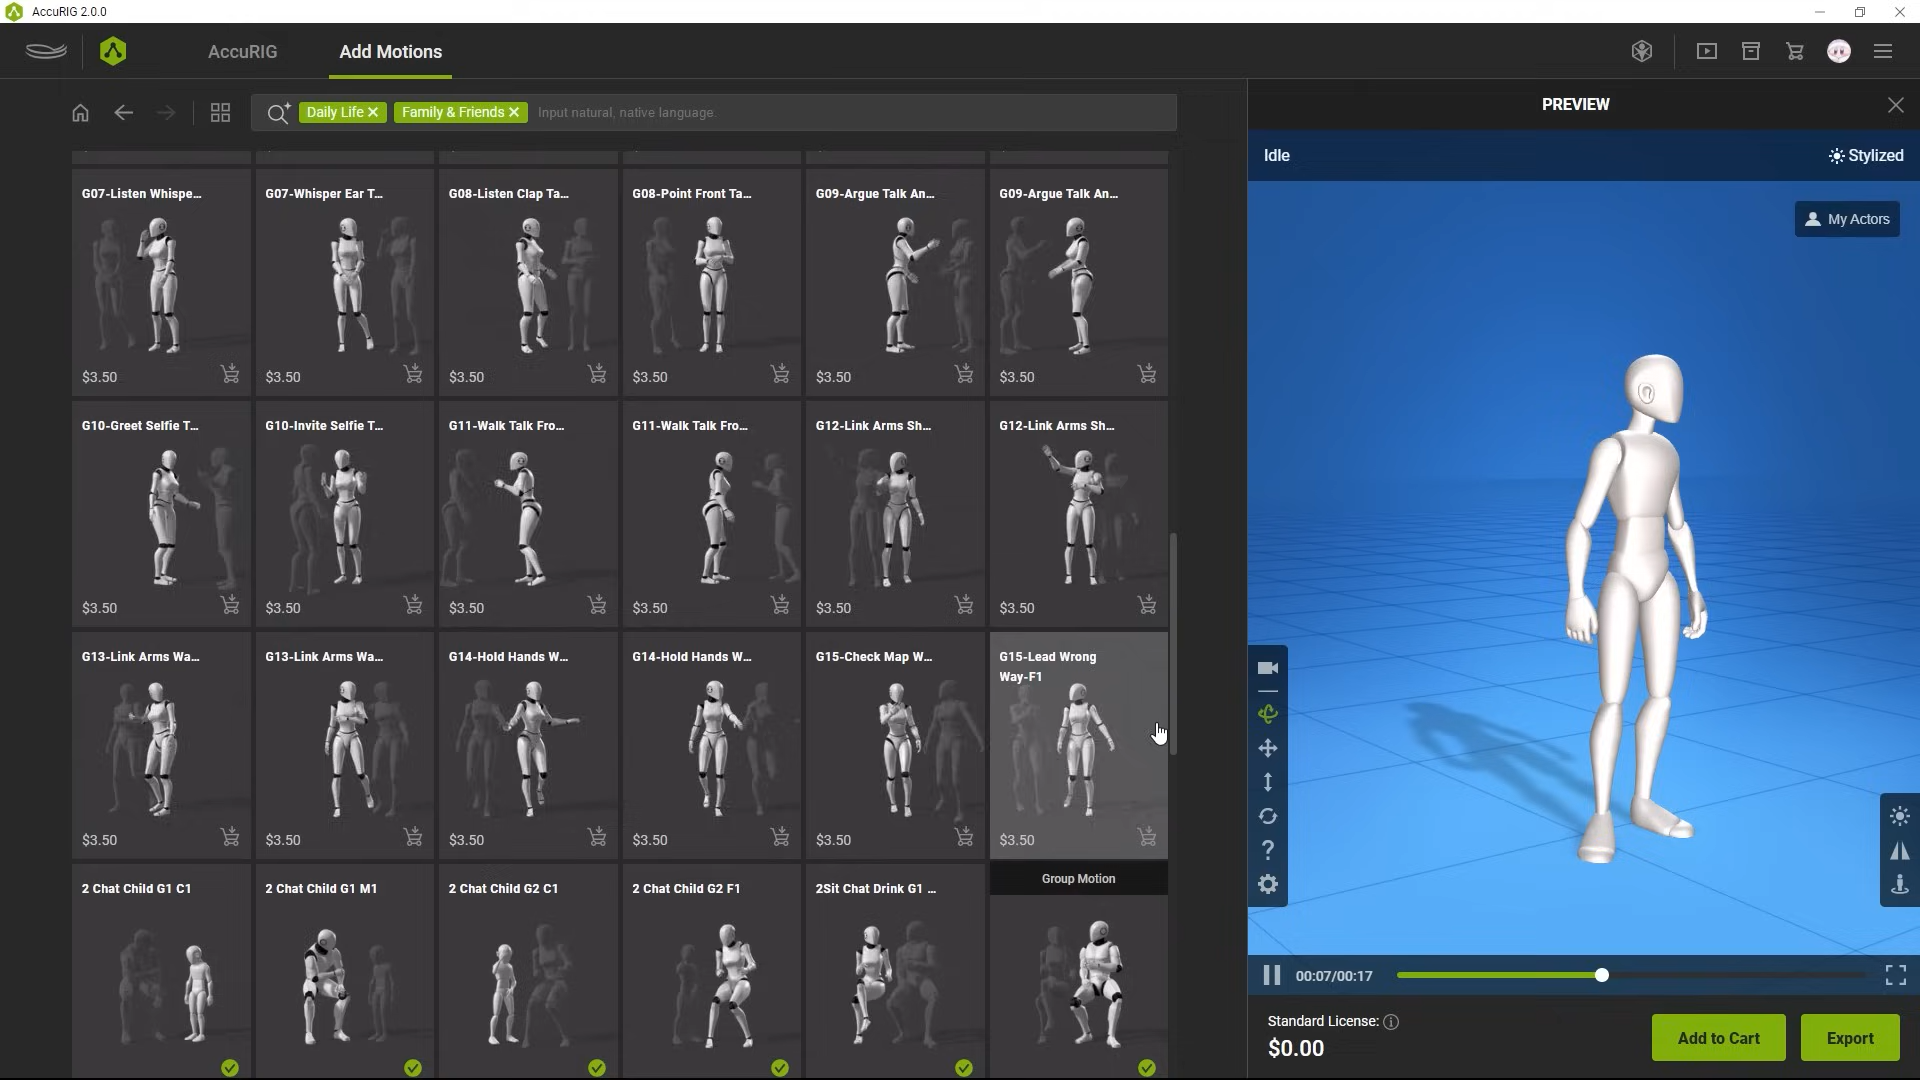 AccuRIG 2.0.0
AccuRIG
Add Motions
Daily Life
Family & Friends
Input natural, native language.
PREVIEW
Idle
Stylized
My Actors
G07-Listen Whispe...
G07-Whisper Ear T...
G08-Listen Clap Ta...
G08-Point Front Ta...
G09-Argue Talk An...
G09-Argue Talk An...
$3.50
$3.50
$3.50
$3.50
$3.50
$3.50
G10-Greet Selfie T...
G10-Invite Selfie T...
G11-Walk Talk Fro...
G11-Walk Talk Fro...
G12-Link Arms Sh...
G12-Link Arms Sh...
$3.50
$3.50
$3.50
$3.50
$3.50
$3.50
G13-Link Arms Wa...
G13-Link Arms Wa...
G14-Hold Hands W...
G14-Hold Hands W...
G15-Check Map W...
G15-Lead Wrong
Way-F1
$3.50
$3.50
$3.50
$3.50
$3.50
$3.50
2 Chat Child G1 C1
2 Chat Child G1 M1
2 Chat Child G2 C1
2 Chat Child G2 F1
2Sit Chat Drink G1 ...
Group Motion
00:07/00:17
Standard License:
$0.00
Add to Cart
Export